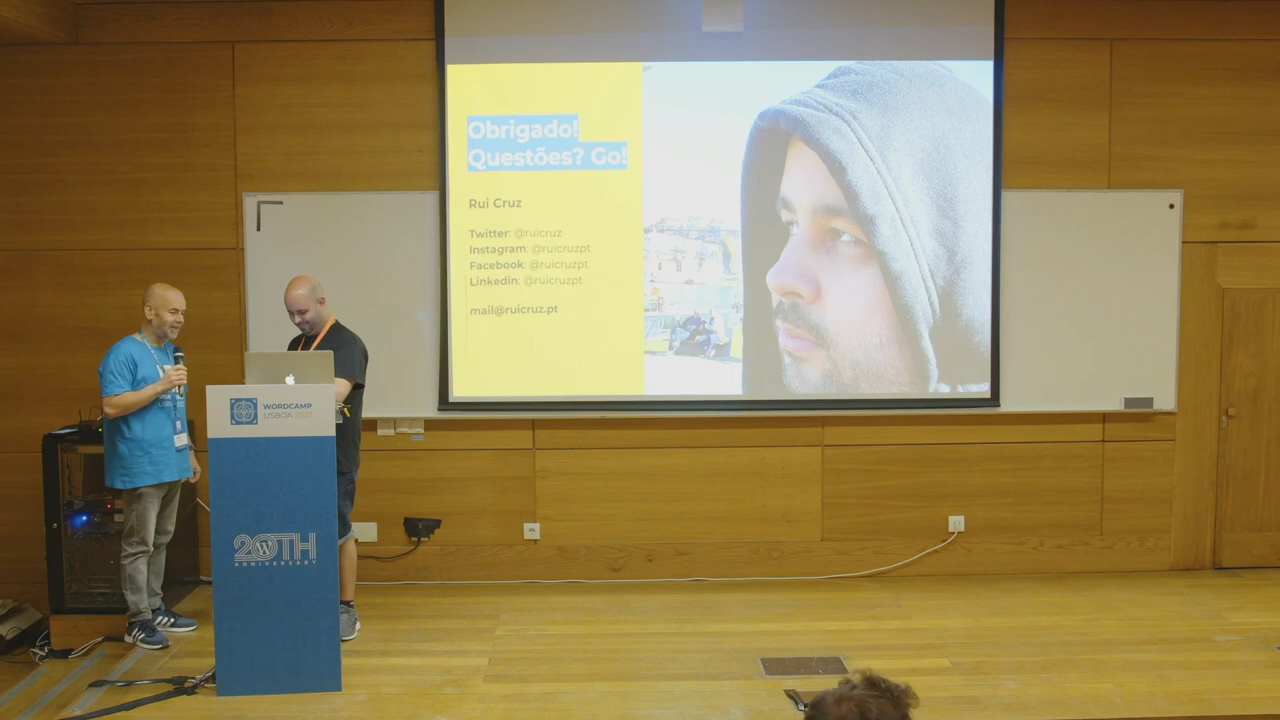 Obrigado!
Questões? Go!
Rui Cruz
Twitter: @ruicruz
Instagram: @ruicruzpt
Facebook: @ruicruzpt
Linkedin: @ruicruzpt
mail@ruicruz.pt
WORDCAMP
LISBOA 2023
20TH
ANNIVERSARY